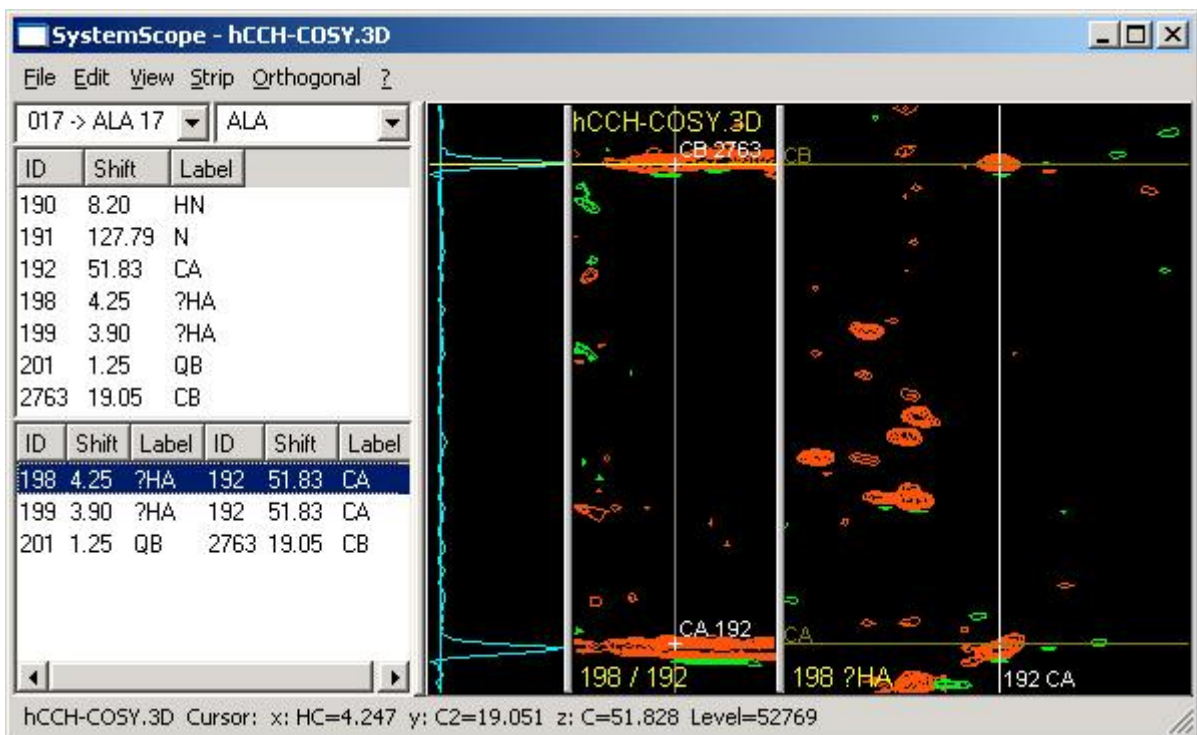 SystemScope - hCCH-COSY.3D
File Edit View Strip Orthogonal ?
017 -> ALA 17 ALA
ID Shift Label
190 8.20 HN
191 127.79 N
192 51.83 CA
198 4.25 ?HA
199 3.90 ?HA
201 1.25 QB
2763 19.05 CB
ID Shift Label ID Shift Label
198 4.25 ?HA 192 51.83 CA
199 3.90 ?HA 192 51.83 CA
201 1.25 QB 2763 19.05 CB
hCCH-COSY.3D
CB 2763
CB
CA 192
CA
198 / 192
198 ?HA
192 CA
hCCH-COSY.3D Cursor: x: HC=4.247 y: C2=19.051 z: C=51.828 Level=52769